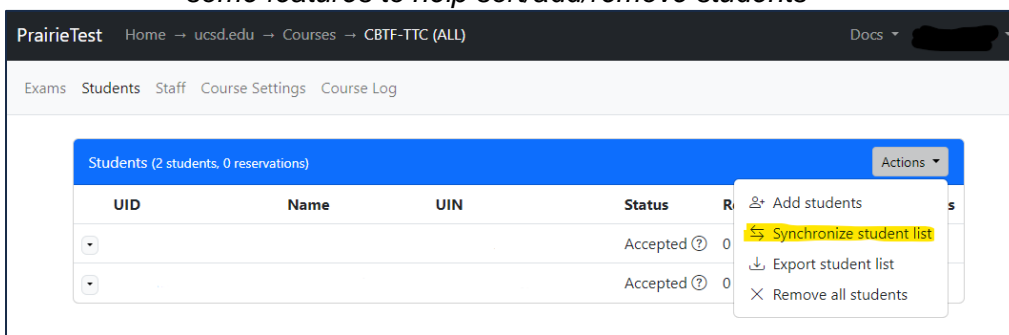 some features to help sort/add/remove students
PrairieTest Home → ucsd.edu → Courses → CBTF-TTC (ALL) Docs
Exams Students Staff Course Settings Course Log
Students (2 students, 0 reservations) Actions
UID Name UIN Status
Add students
Accepted 0 Synchronize student list
Export student list
Accepted 0 Remove all students